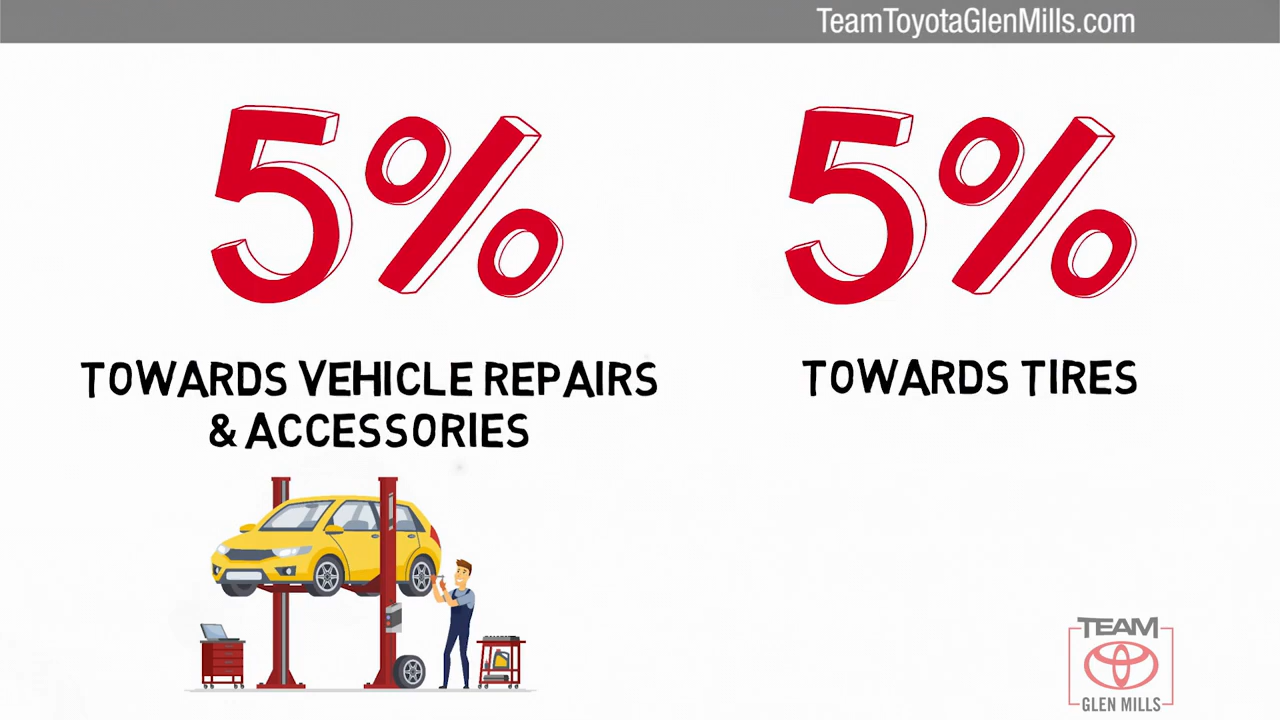 TeamToyotaGlenMills.com
5%
TOWARDS VEHICLE REPAIRS
& ACCESSORIES
5%
TOWARDS TIRES
TEAM
GLEN MILLS